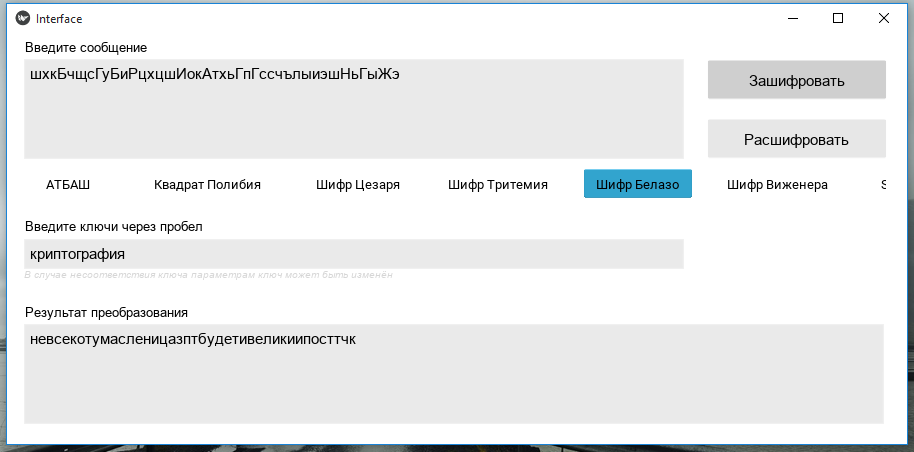 Interface
Введите сообщение
шхкБчщсГуБиРцхцшИокАтхьГпГссчълыиэшНьГыЖэ
Зашифровать
Расшифровать
АТБАШ Квадрат Полибия Шифр Цезаря Шифр Тритемия Шифр Белазо Шифр Виженера S
Введите ключи через пробел
криптография
В случае несоответствия ключа параметрам ключ может быть изменён
Результат преобразования
невсекотумасленицазптбудетивеликиипосттчк